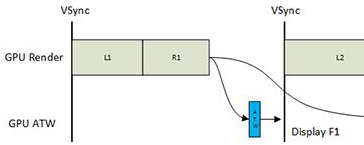 VSync VSync
GPU Render L1 R1 L2
A
T
W
GPU ATW
Display F1